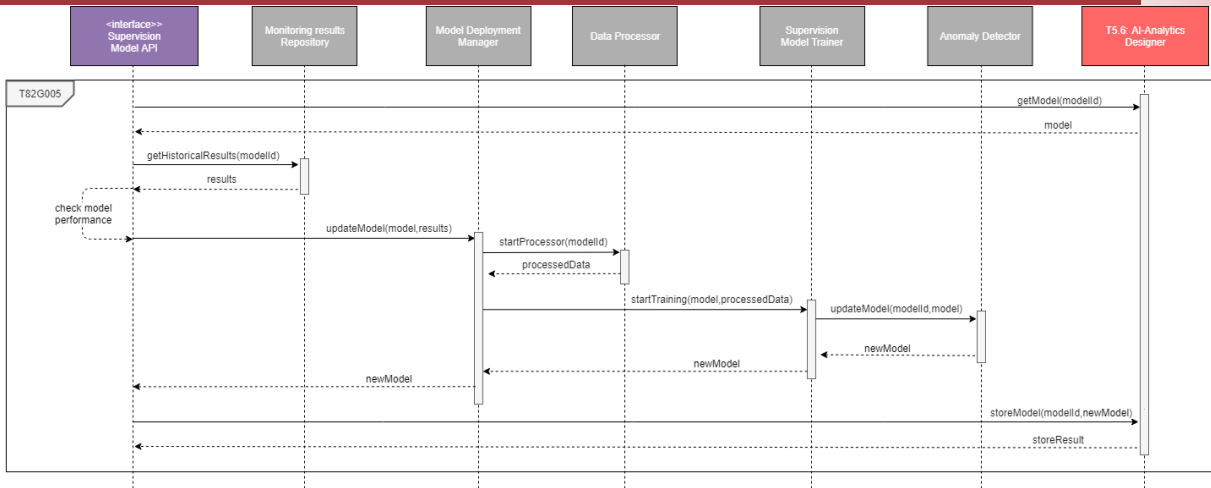 <interface>>
Supervision
Model API
Monitoring results
Repository
Model Deployment
Manager
Data Processor
Supervision
Model Trainer
Anomaly Detector
T5.6: AI-Analytics
Designer
T82G005
getModel(modelId)
model
getHistoricalResults(modelId)
results
check model
performance
updateModel(model,results)
startProcessor(modelId)
processedData
startTraining(model,processedData)
updateModel(modelId,model)
newModel
newModel
newModel
storeModel(modelId,newModel)
storeResult